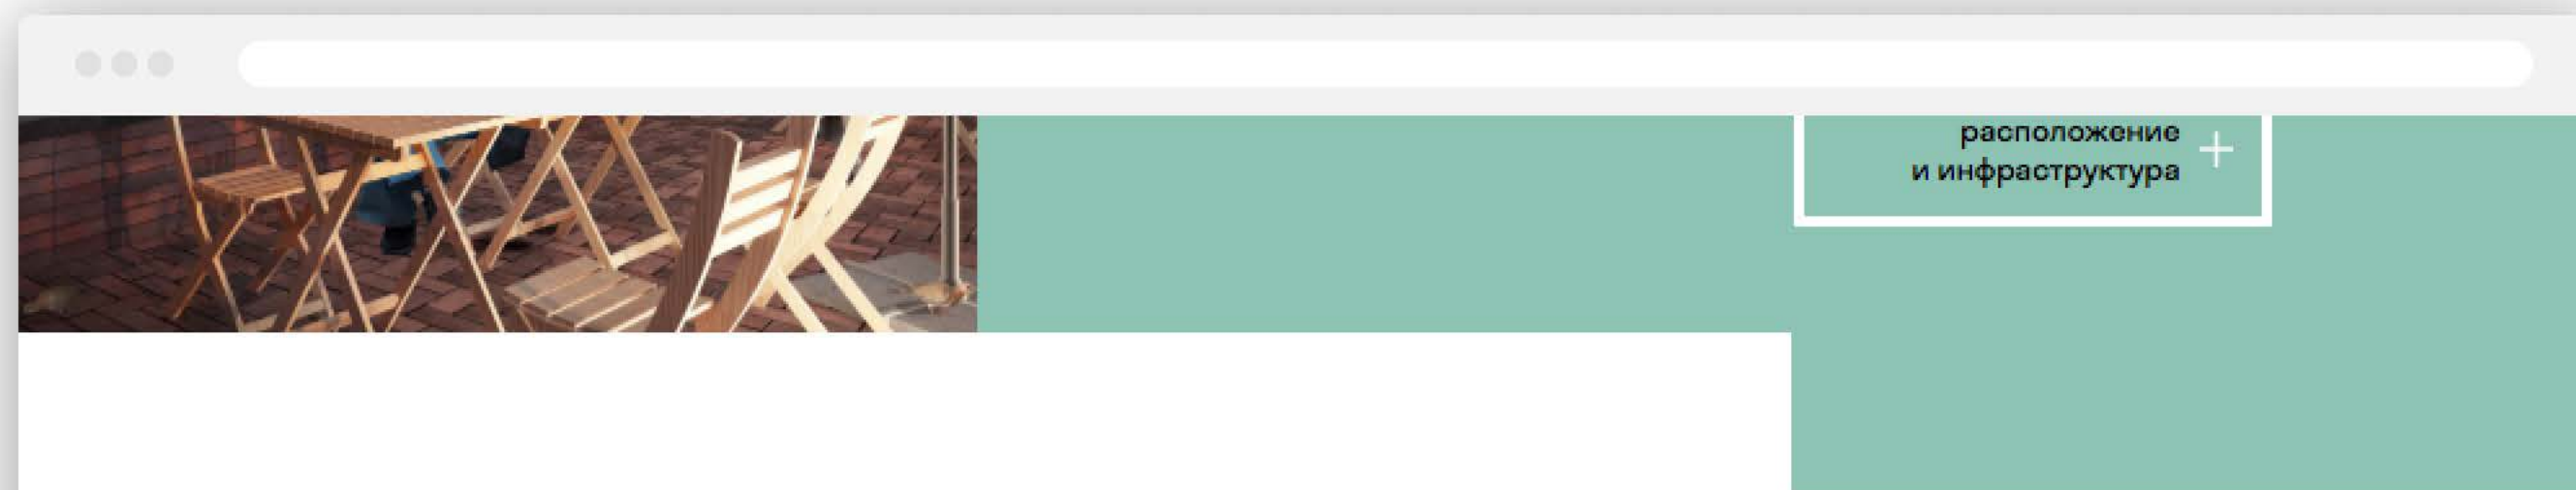 расположение
и инфраструктура